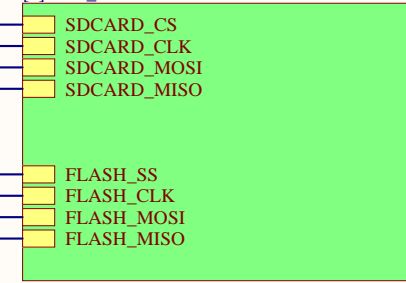 SDCARD_CS
SDCARD_CLK
SDCARD_MOSI
SDCARD_MISO
FLASH_SS
FLASH_CLK
FLASH_MOSI
FLASH_MISO